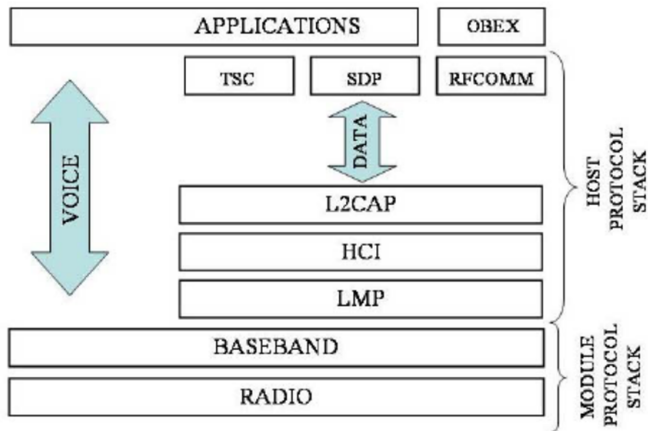 APPLICATIONS
OBEX
TSC
SDP
RFCOMM
VOICE
DATA
L2CAP
HCI
LMP
BASEBAND
RADIO
HOST
PROTOCOL
STACK
MODULE
PROTOCOL
STACK